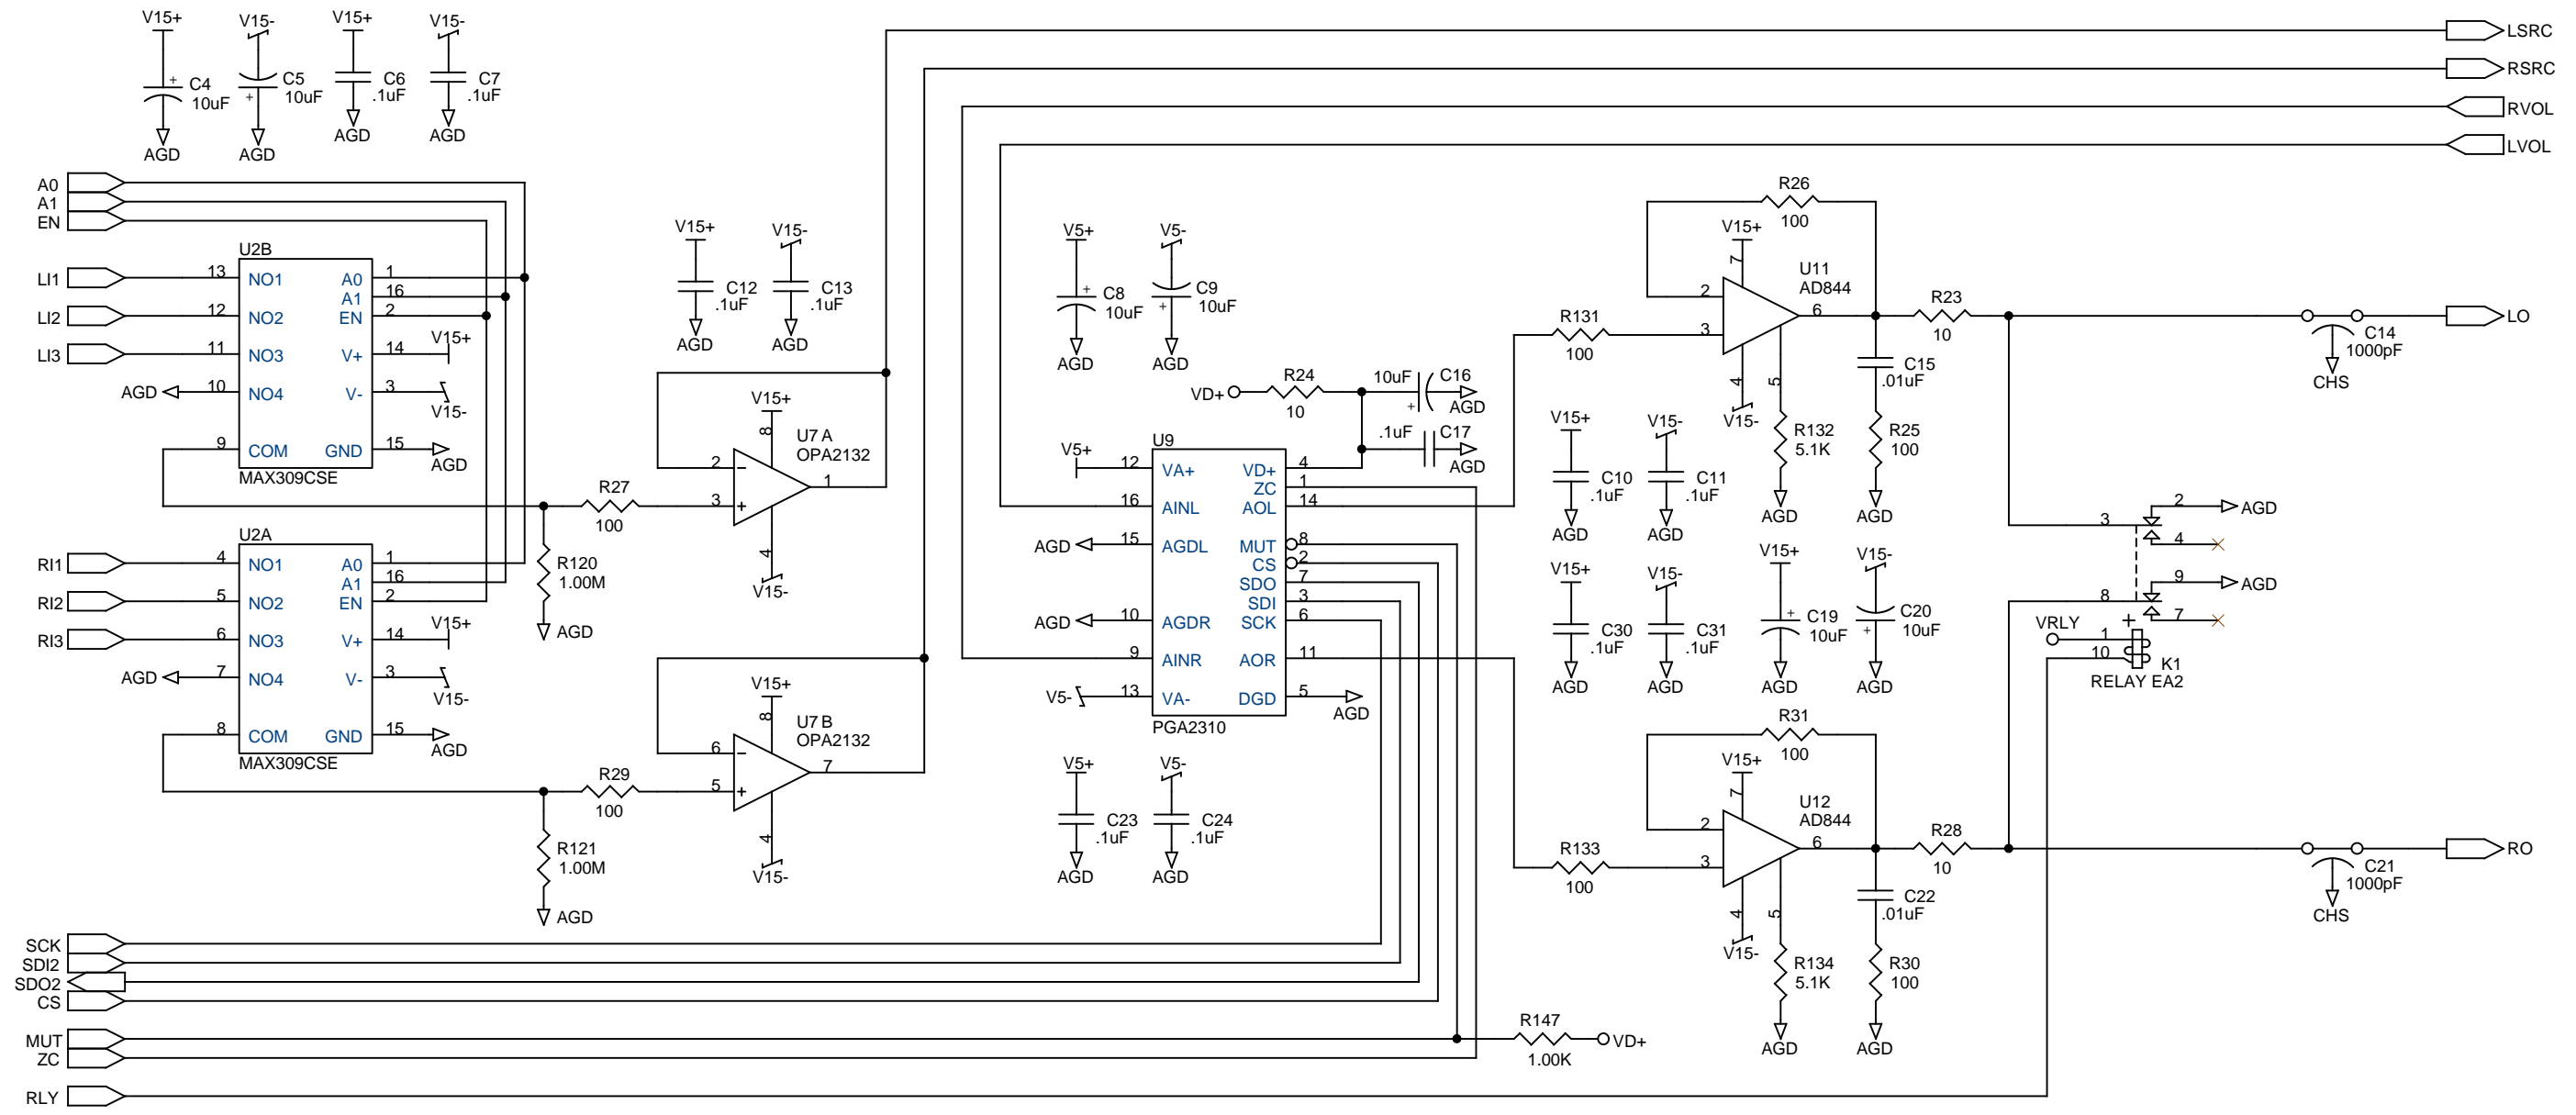 V15+
V15-
V15+
V15-
+
C4
10uF
C5
10uF
+
C6
.1uF
C7
.1uF
AGD
AGD
AGD
AGD
LSRC
RSRC
RVOL
LVOL
A0
A1
EN
U2B
LI1
13
NO1
A0
1
A1
16
LI2
12
NO2
EN
2
LI3
11
NO3
V+
14
V15+
AGD
10
NO4
V-
3
V15-
9
COM
GND
15
AGD
MAX309CSE
U2A
RI1
4
NO1
A0
1
A1
16
RI2
5
NO2
EN
2
RI3
6
NO3
V+
14
V15+
AGD
7
NO4
V-
3
V15-
8
COM
GND
15
AGD
MAX309CSE
R27
100
R120
1.00M
AGD
R29
100
R121
1.00M
AGD
V15+
V15-
C12
.1uF
C13
.1uF
AGD
AGD
V15+
8
U7 A
OPA2132
2
−
3
+
1
4
V15-
V15+
8
U7 B
OPA2132
6
−
5
+
7
4
V15-
V5+
V5-
+
C8
10uF
C9
10uF
+
AGD
AGD
VD+
R24
10
10uF
C16
+
AGD
.1uF
C17
AGD
U9
V5+
12
VA+
VD+
4
ZC
1
16
AINL
AOL
14
AGD
15
AGDL
MUT
8
CS
2
SDO
7
SDI
3
AGD
10
AGDR
SCK
6
9
AINR
AOR
11
V5-
13
VA-
DGD
5
AGD
PGA2310
V5+
V5-
C23
.1uF
C24
.1uF
AGD
AGD
R26
100
V15+
7
U11
AD844
2
3
6
4
5
V15-
R131
100
R132
5.1K
AGD
R23
10
C15
.01uF
R25
100
AGD
C14
1000pF
CHS
LO
V15+
V15-
C10
.1uF
C11
.1uF
AGD
AGD
V15+
V15-
C30
.1uF
C31
.1uF
AGD
AGD
V15+
V15-
+
C19
10uF
C20
10uF
+
AGD
AGD
3
2
AGD
4
8
9
AGD
7
VRLY
+
1
10
K1
RELAY EA2
R31
100
V15+
7
U12
AD844
2
3
6
4
5
V15-
R133
100
R134
5.1K
AGD
R28
10
C22
.01uF
R30
100
AGD
C21
1000pF
CHS
RO
SCK
SDI2
SDO2
CS
MUT
ZC
R147
1.00K
VD+
RLY